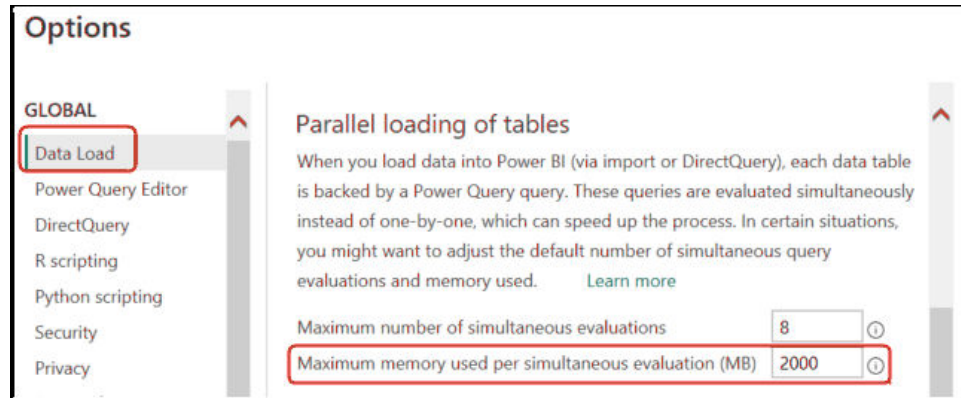 Options
GLOBAL
Data Load
Power Query Editor
DirectQuery
R scripting
Python scripting
Security
Privacy
Parallel loading of tables
When you load data into Power BI (via import or DirectQuery), each data table
is backed by a Power Query query. These queries are evaluated simultaneously
instead of one-by-one, which can speed up the process. In certain situations,
you might want to adjust the default number of simultaneous query
evaluations and memory used. Learn more
Maximum number of simultaneous evaluations 8
Maximum memory used per simultaneous evaluation (MB) 2000